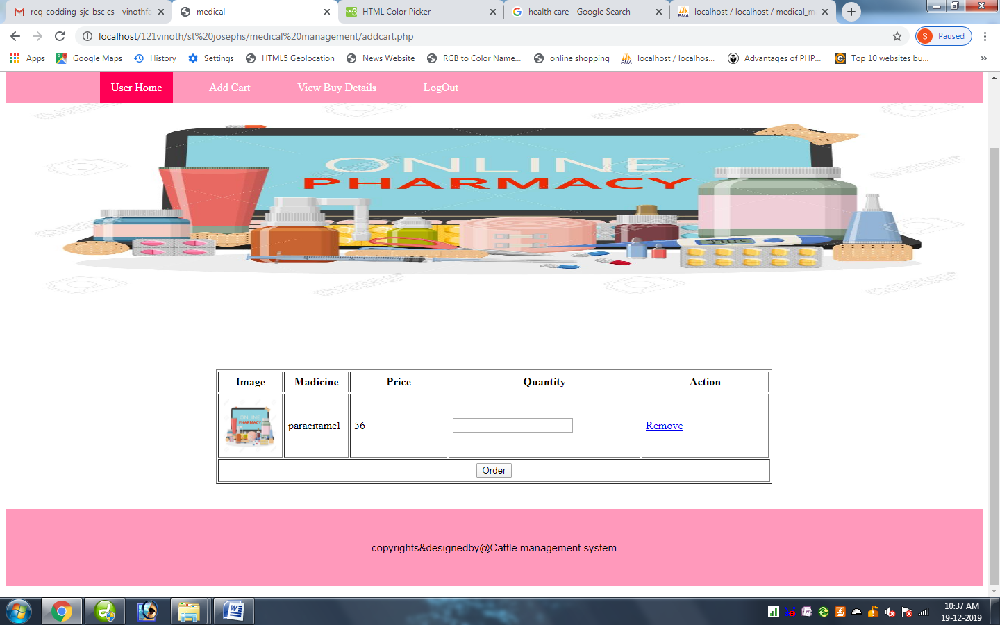 req-codding-sjc-bsc cs - vinothfa
medical
HTML Color Picker
health care - Google Search
localhost / localhost / medical_m
localhost/121vinoth/st%20josephs/medical%20management/addcart.php
S Paused
Apps Google Maps History Settings HTML5 Geolocation News Website RGB to Color Name... online shopping localhost / localhos... Advantages of PHP... Top 10 websites bu... »
User Home Add Cart View Buy Details LogOut
ONLINE
PHARMACY
Image Madicine Price Quantity Action
ONLINE
PHARMACY
paracitamel 56 Remove
Order
copyrights&designedby@Cattle management system
10:37 AM
19-12-2019